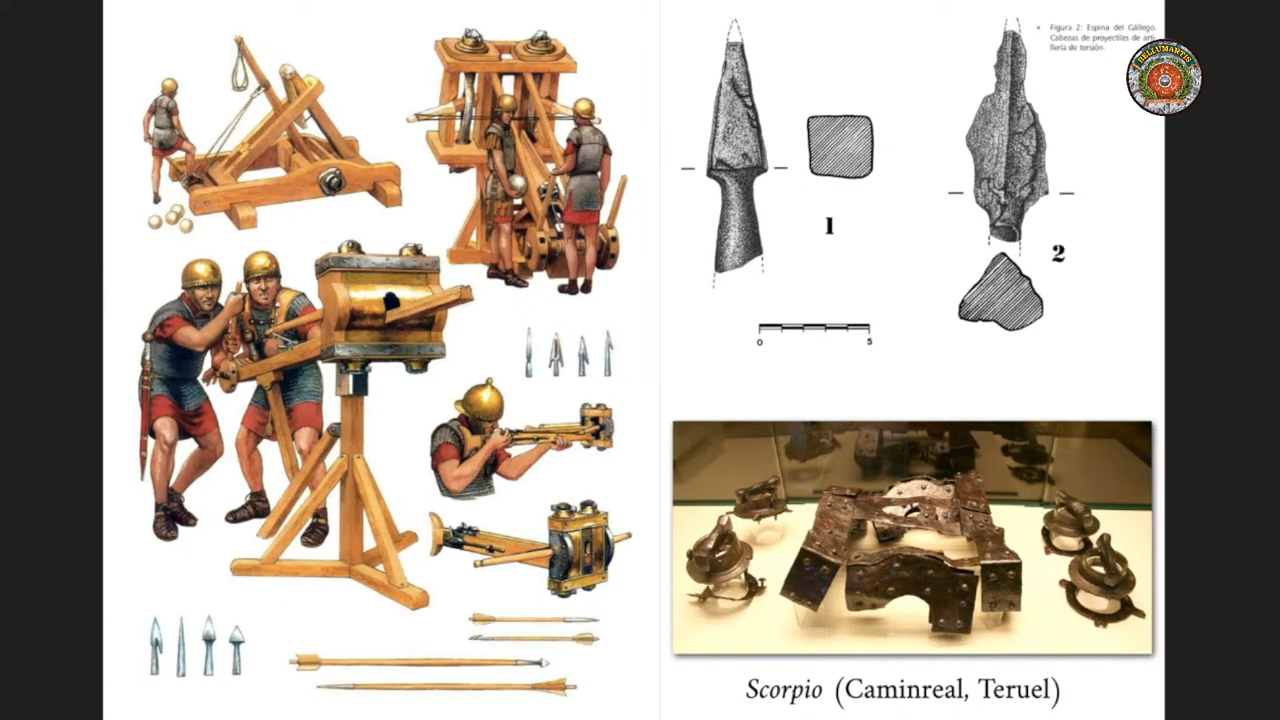 « Figura 2: Espina del Gállego.
Cabezas de proyectiles de arti-
llería de torsión.
BELLUMARTIS
1
2
0 5
Scorpio (Caminreal, Teruel)